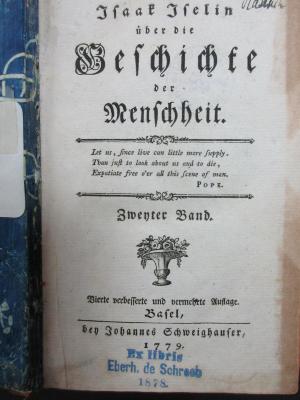 Isaak Iselin
über die
Geschichte
der
Menschheit.
Let us, since live can little more supply.
Than just to look about us and to die,
Expatiate free o'er all this scene of man.
POPE.
Zweyter Band.
Vierte verbesserte und vermehrte Auflage.
Basel,
bey Johannes Schweighauser,
1779.
Ex libris
Eberh. de Schraeb
1878.